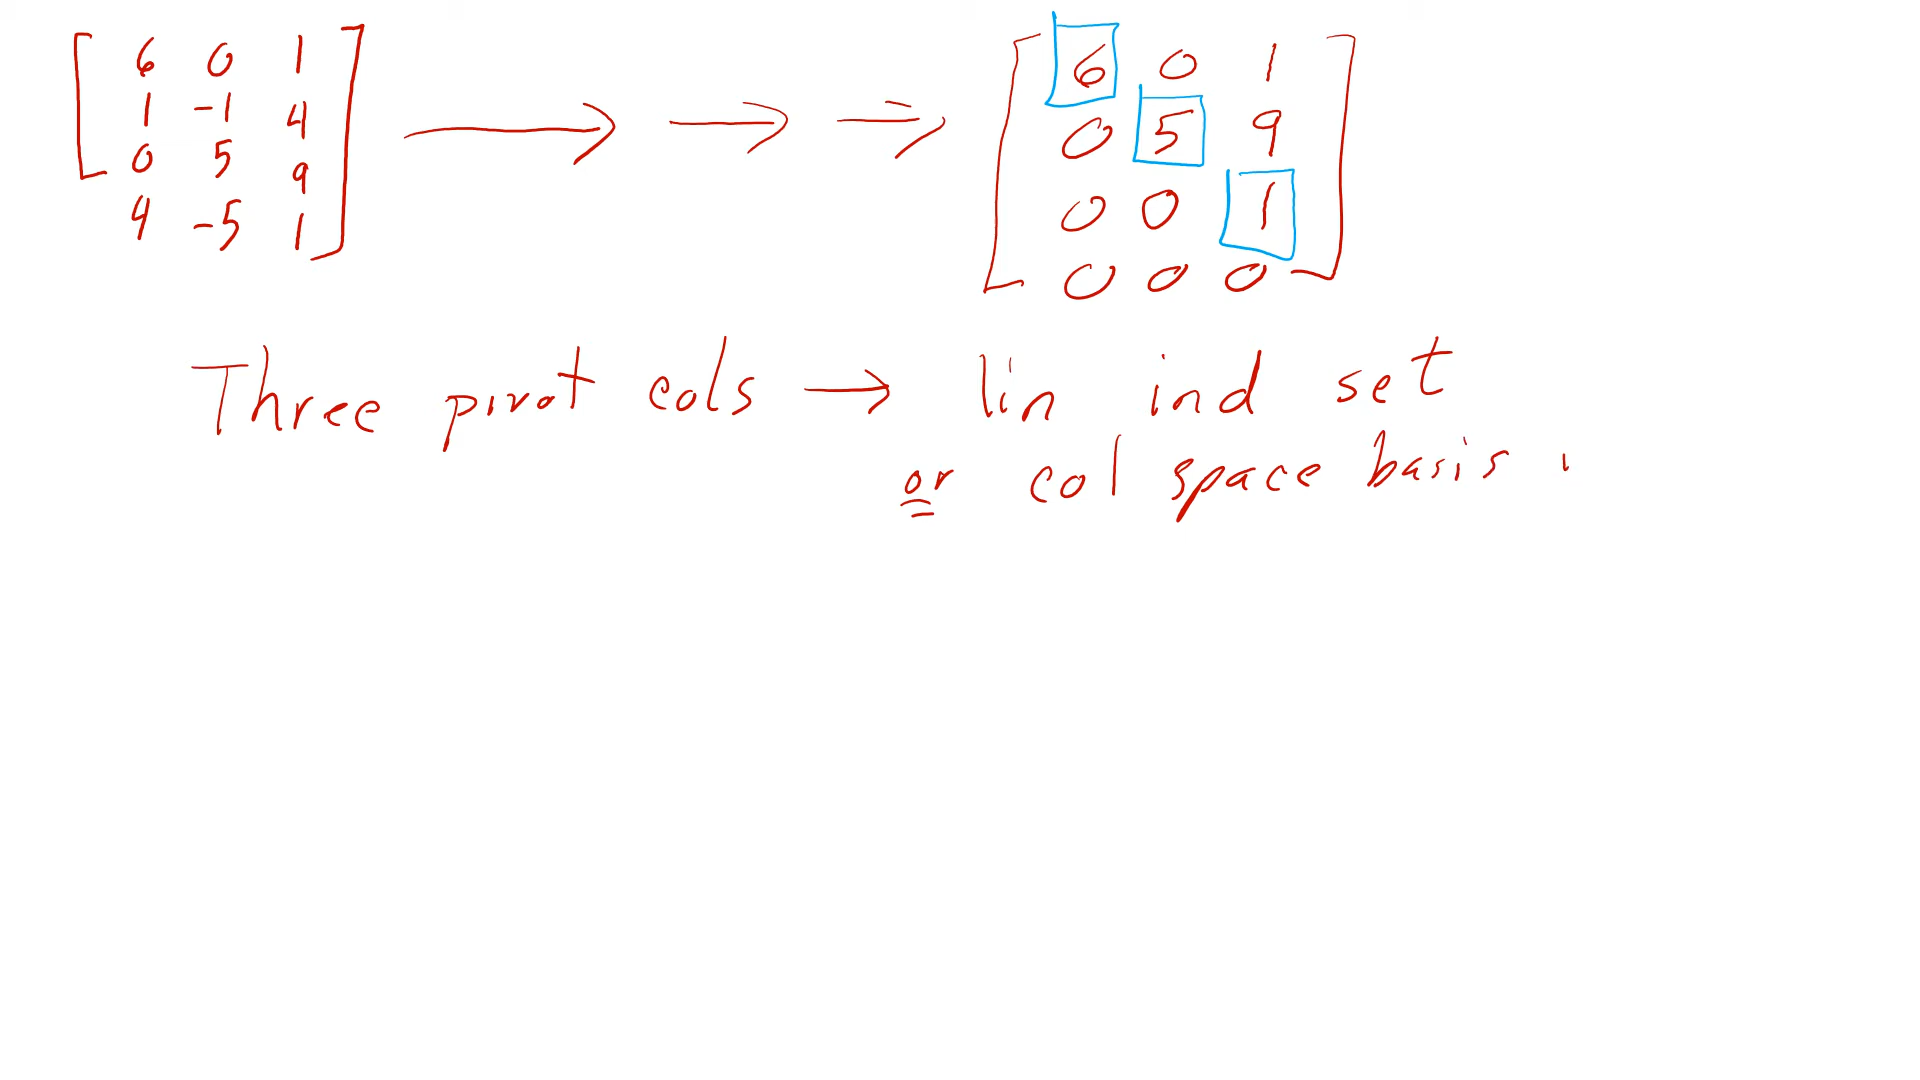 6 0 1 6 0 1
1 -1 4 0 5 9
0 5 9 0 0 1
4 -5 1 0 0 0
Three pivot cols → lin ind set
or col space basis